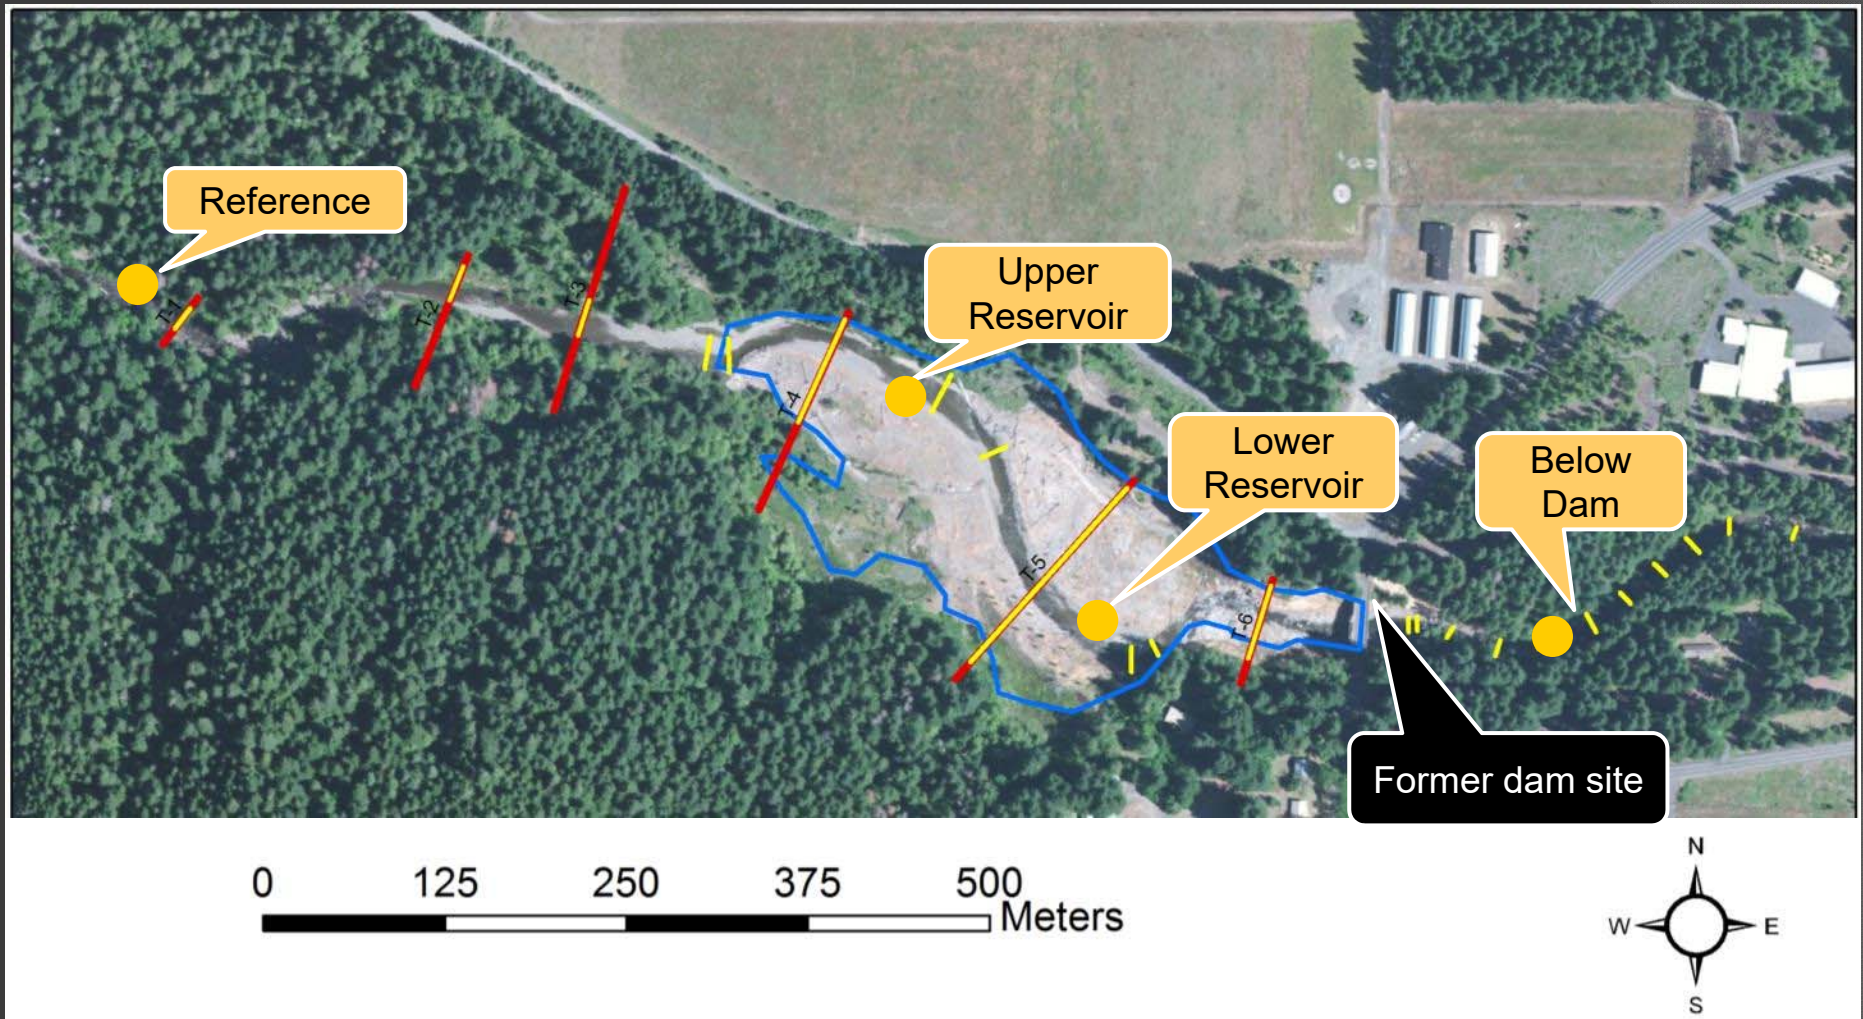 Reference
Upper
Reservoir
Lower
Reservoir
Below
Dam
T-1
T-2
T-3
T-4
T-5
T-6
Former dam site
0 125 250 375 500
Meters
N
W E
S